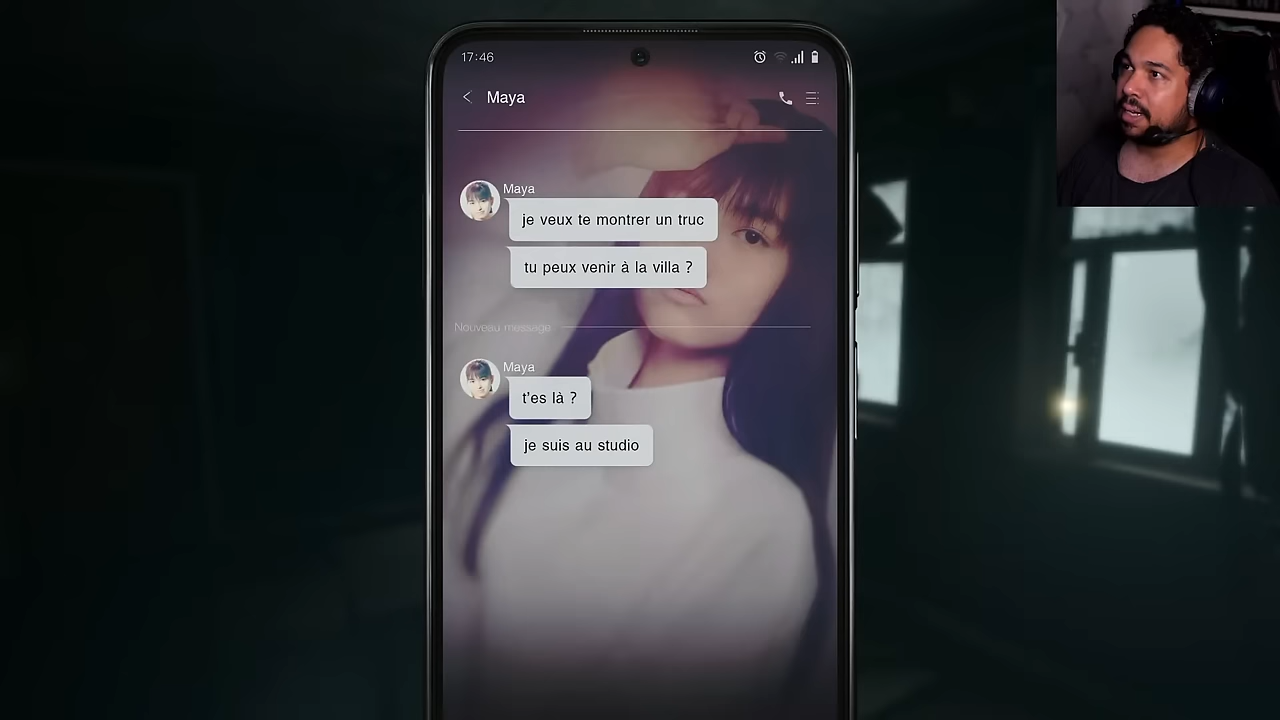 17:46
Maya
Maya
je veux te montrer un truc
tu peux venir à la villa ?
Nouveau message
Maya
t'es là ?
je suis au studio